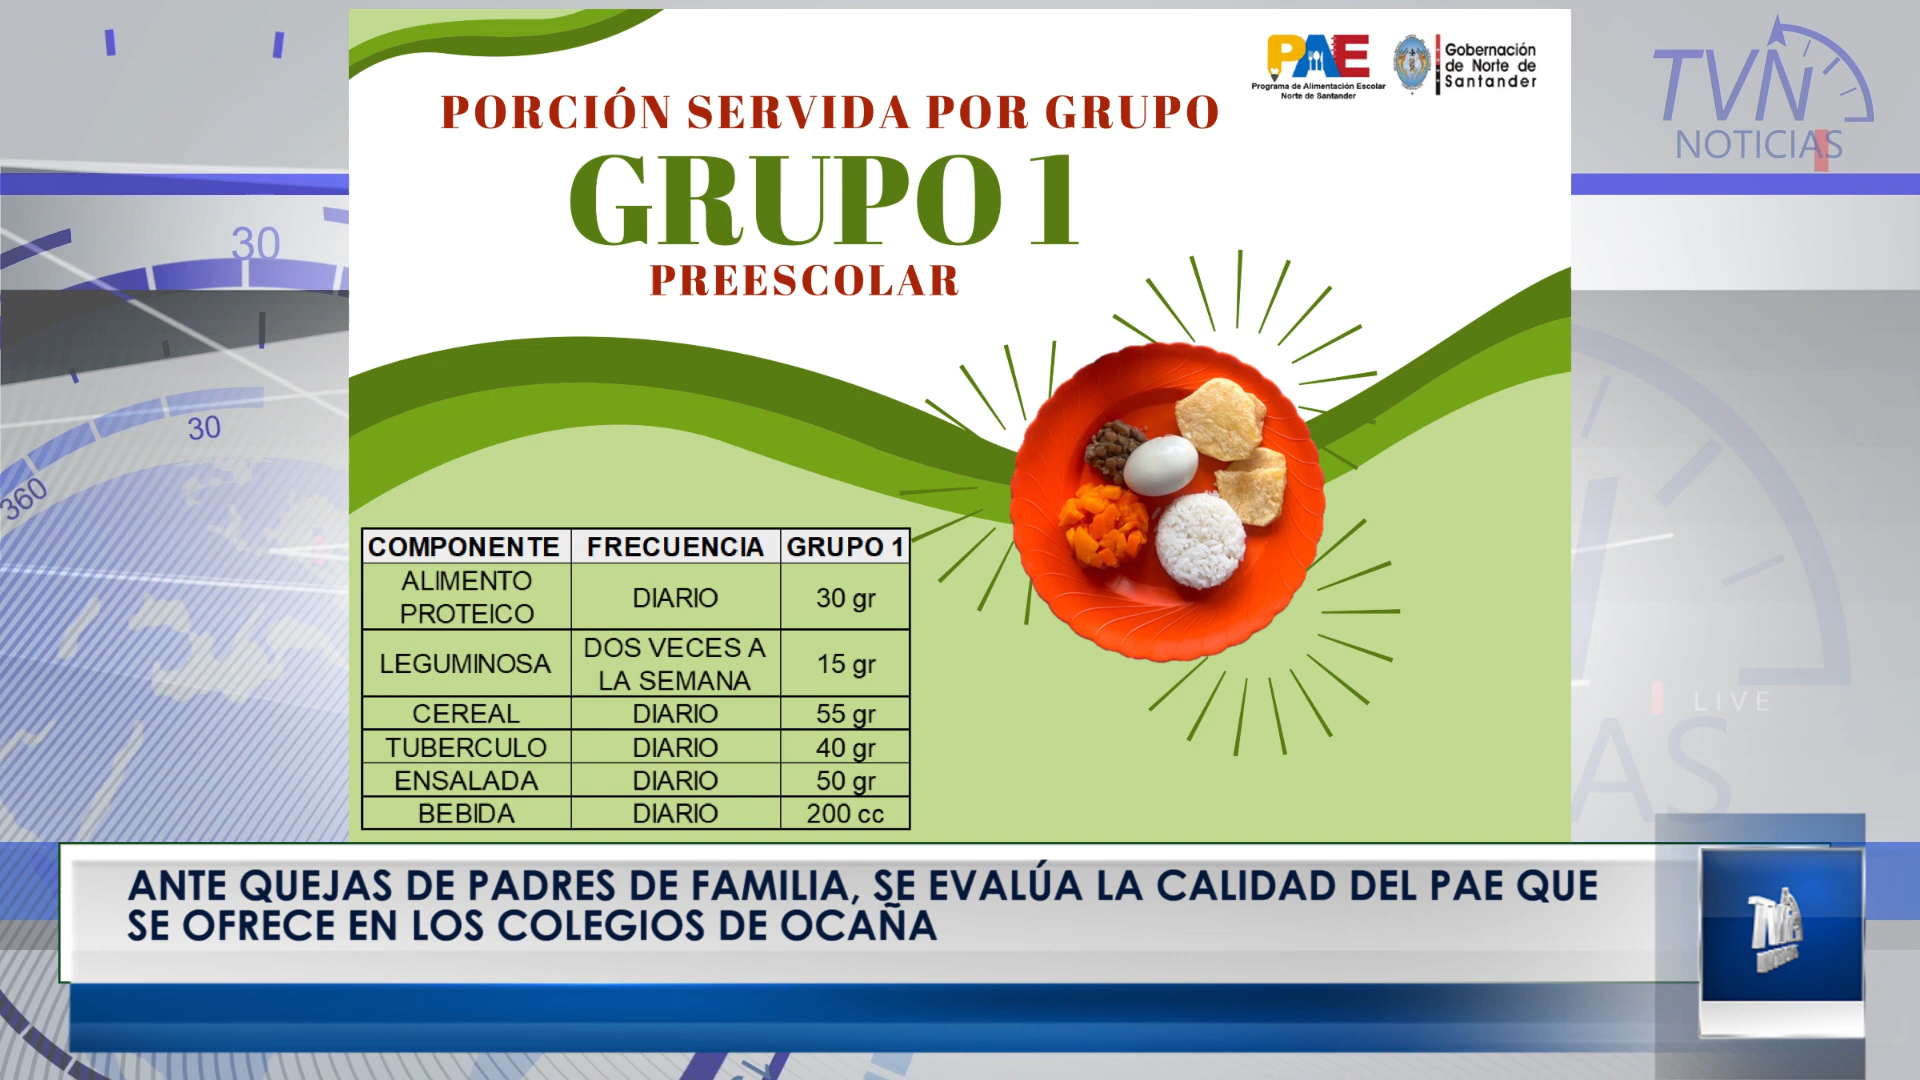 PAE
Programa de Alimentación Escolar
Norte de Santander
Gobernación
de Norte de
Santander
TVN
NOTICIAS
PORCIÓN SERVIDA POR GRUPO
GRUPO 1
PREESCOLAR
30
30
360
COMPONENTE FRECUENCIA GRUPO 1
ALIMENTO PROTEICO DIARIO 30 gr
LEGUMINOSA DOS VECES A LA SEMANA 15 gr
CEREAL DIARIO 55 gr
TUBERCULO DIARIO 40 gr
ENSALADA DIARIO 50 gr
BEBIDA DIARIO 200 cc
LIVE
AS
ANTE QUEJAS DE PADRES DE FAMILIA, SE EVALÚA LA CALIDAD DEL PAE QUE
SE OFRECE EN LOS COLEGIOS DE OCAÑA
TVN
NOTICIAS